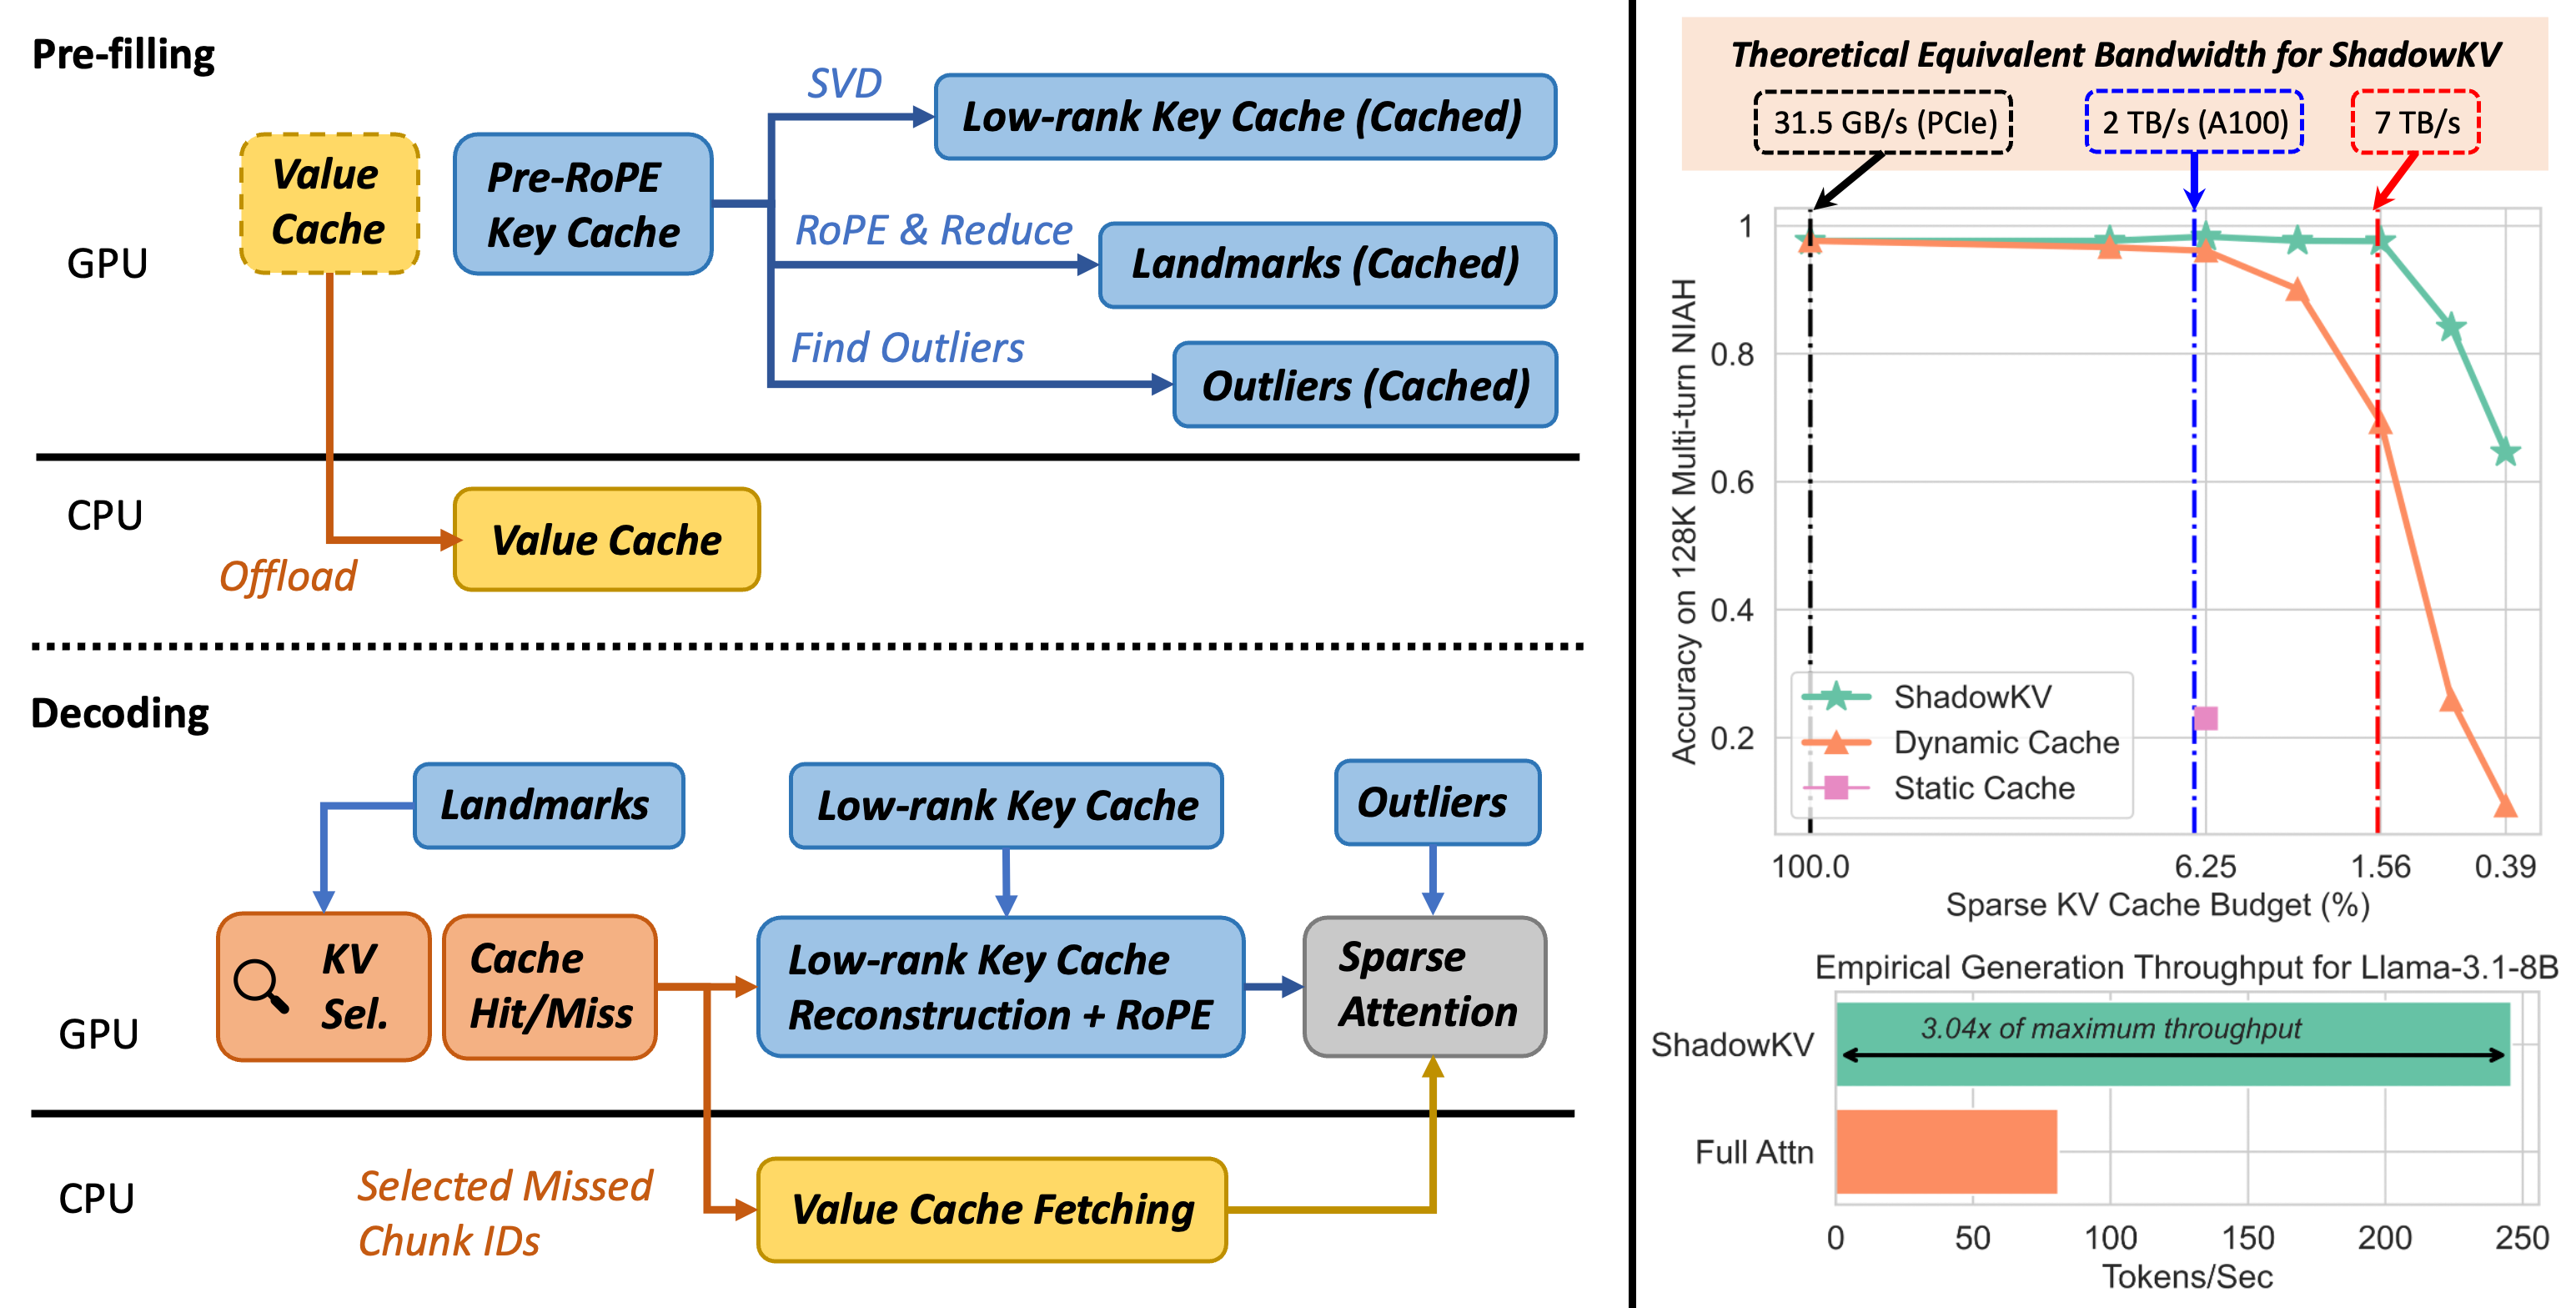 Pre-filling
GPU
Value
Cache
Pre-RoPE
Key Cache
SVD
Low-rank Key Cache (Cached)
RoPE & Reduce
Landmarks (Cached)
Find Outliers
Outliers (Cached)
CPU
Offload
Value Cache
Decoding
Landmarks
Low-rank Key Cache
Outliers
GPU
KV
Sel.
Cache
Hit/Miss
Low-rank Key Cache
Reconstruction + RoPE
Sparse
Attention
CPU
Selected Missed
Chunk IDs
Value Cache Fetching
Theoretical Equivalent Bandwidth for ShadowKV
31.5 GB/s (PCIe)
2 TB/s (A100)
7 TB/s
Accuracy on 128K Multi-turn NIAH
1
0.8
0.6
0.4
0.2
ShadowKV
Dynamic Cache
Static Cache
100.0
6.25
1.56
0.39
Sparse KV Cache Budget (%)
Empirical Generation Throughput for Llama-3.1-8B
ShadowKV
3.04x of maximum throughput
Full Attn
0
50
100
150
200
250
Tokens/Sec